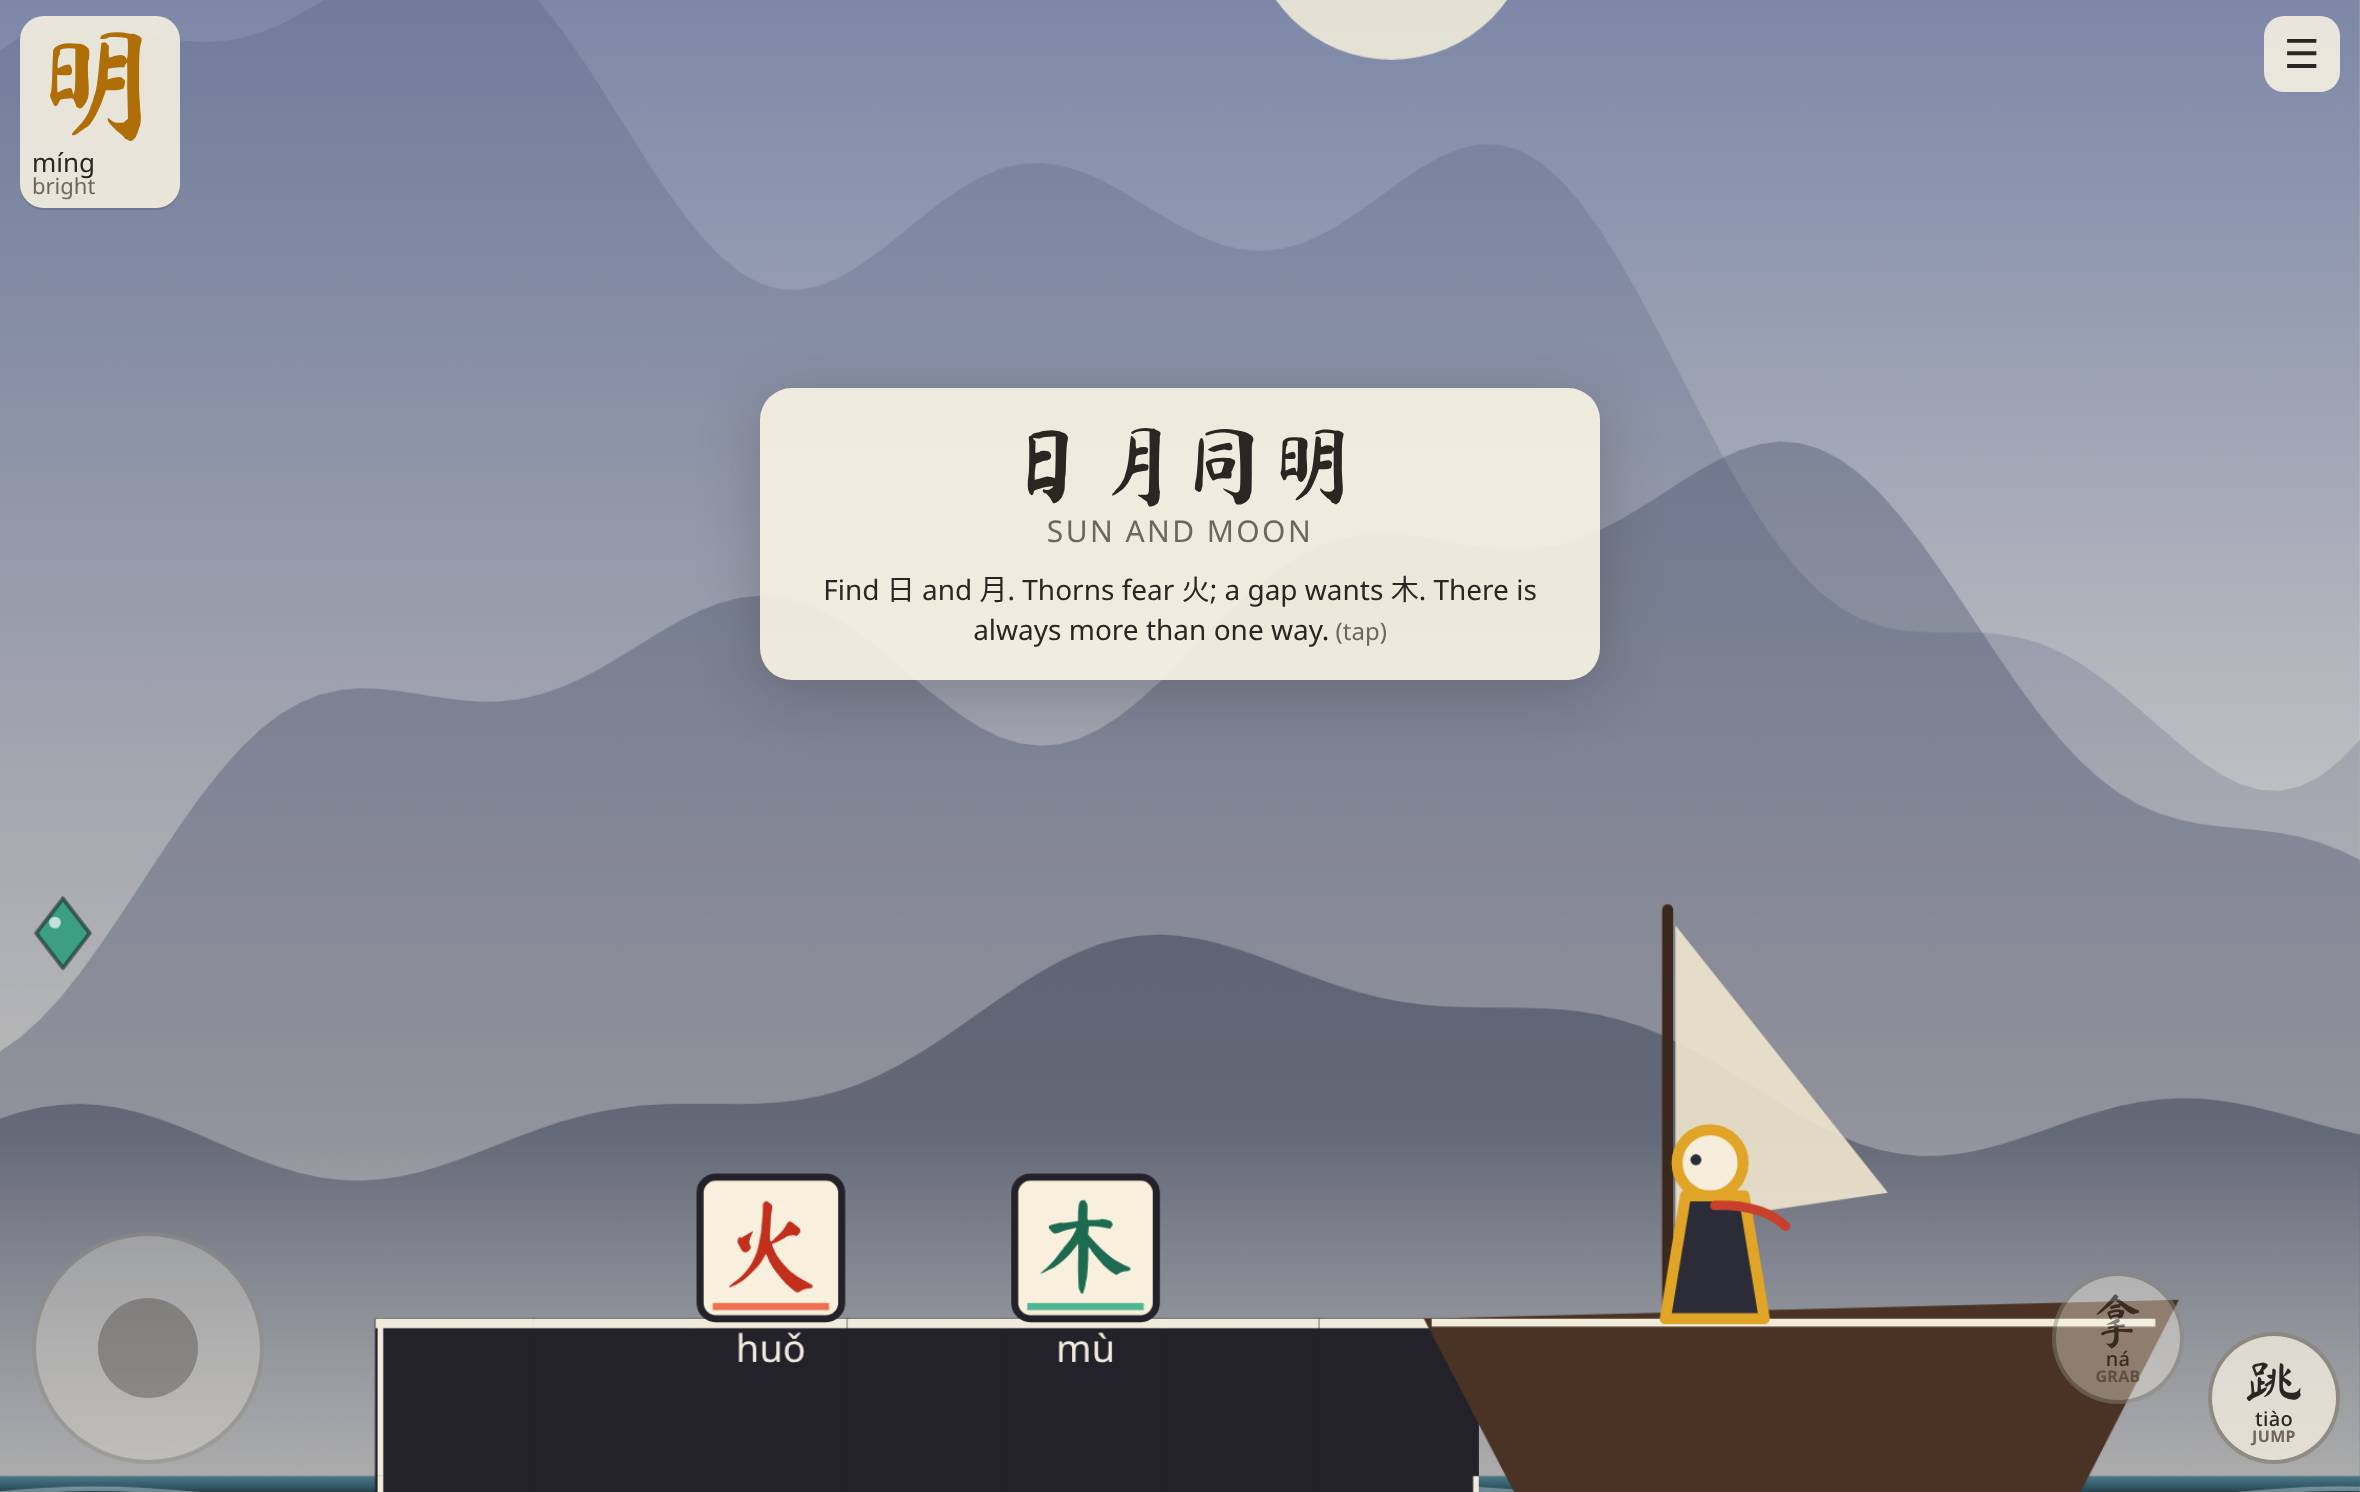 明
míng
bright
日月同明
SUN AND MOON
Find 日 and 月. Thorns fear 火; a gap wants 木. There is
always more than one way. (tap)
火
huǒ
木
mù
拿
ná
GRAB
跳
tiào
JUMP